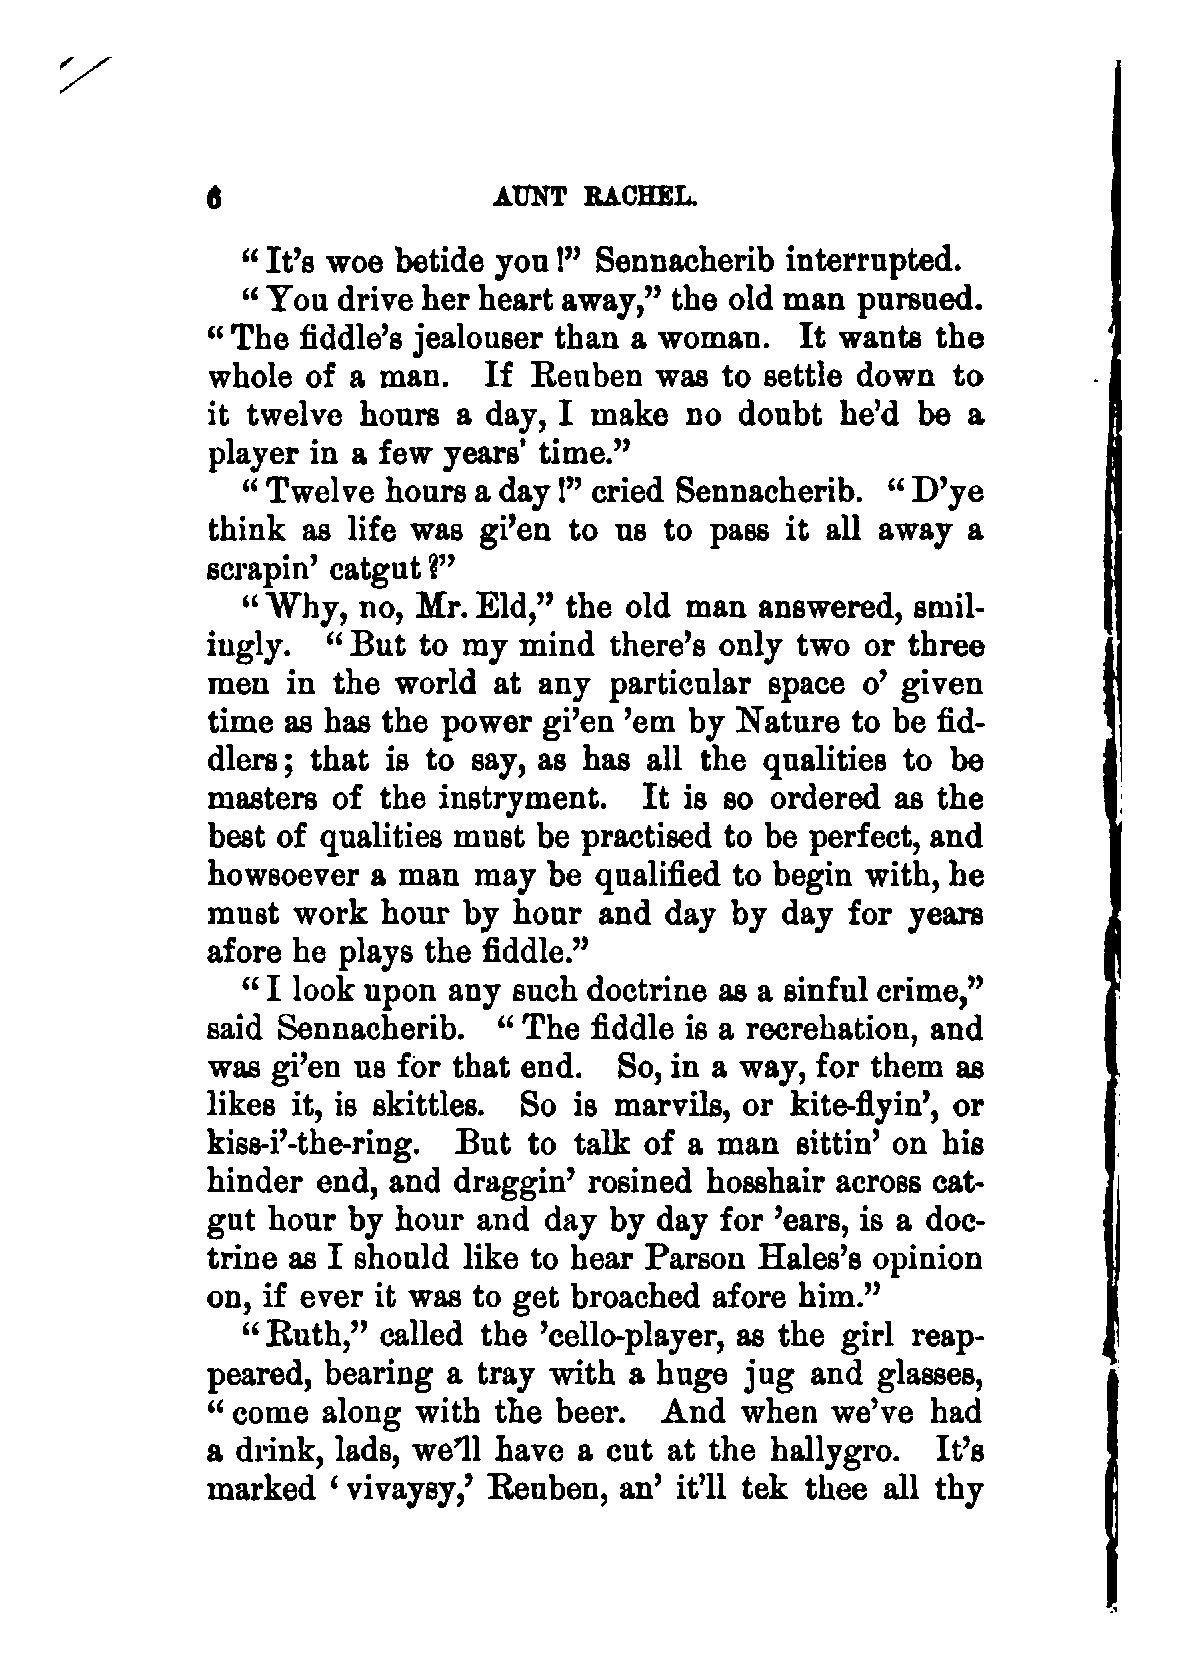 6 AUNT RACHEL.
“It’s woe betide you!” Sennacherib interrupted.
“You drive her heart away,” the old man pursued.
“The fiddle’s jealouser than a woman. It wants the
whole of a man. If Reuben was to settle down to
it twelve hours a day, I make no doubt he’d be a
player in a few years’ time.”
“Twelve hours a day!” cried Sennacherib. “D’ye
think as life was gi’en to us to pass it all away a
scrapin’ catgut?”
“Why, no, Mr. Eld,” the old man answered, smil-
ingly. “But to my mind there’s only two or three
men in the world at any particular space o’ given
time as has the power gi’en ’em by Nature to be fid-
dlers; that is to say, as has all the qualities to be
masters of the instryment. It is so ordered as the
best of qualities must be practised to be perfect, and
howsoever a man may be qualified to begin with, he
must work hour by hour and day by day for years
afore he plays the fiddle.”
“I look upon any such doctrine as a sinful crime,”
said Sennacherib. “The fiddle is a recrehation, and
was gi’en us for that end. So, in a way, for them as
likes it, is skittles. So is marvils, or kite-flyin’, or
kiss-i’-the-ring. But to talk of a man sittin’ on his
hinder end, and draggin’ rosined hosshair across cat-
gut hour by hour and day by day for ’ears, is a doc-
trine as I should like to hear Parson Hales’s opinion
on, if ever it was to get broached afore him.”
“Ruth,” called the ’cello-player, as the girl reap-
peared, bearing a tray with a huge jug and glasses,
“come along with the beer. And when we’ve had
a drink, lads, we’ll have a cut at the hallygro. It’s
marked ‘vivaysy,’ Reuben, an’ it’ll tek thee all thy